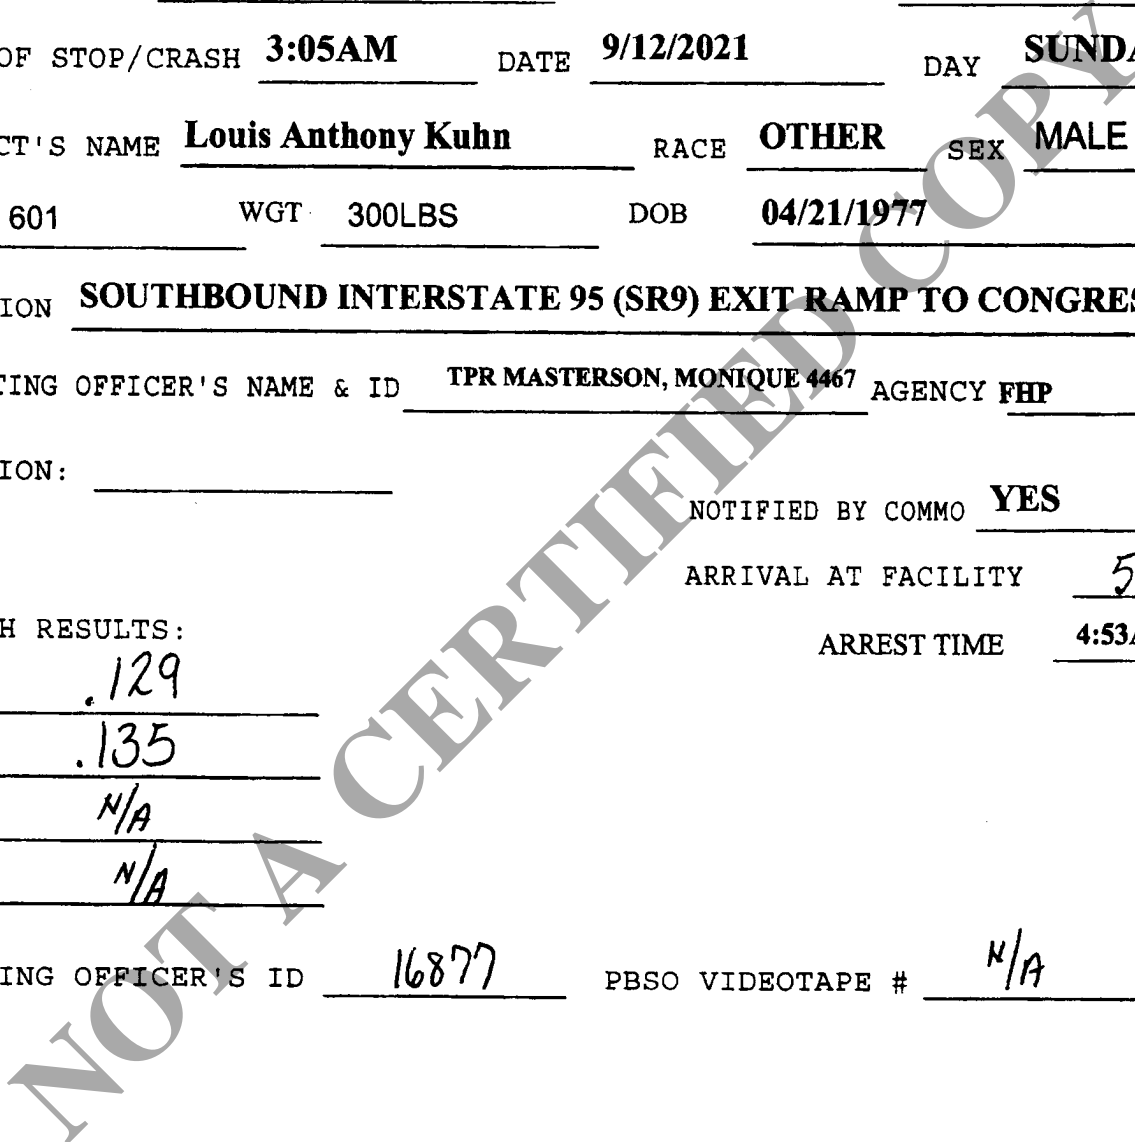 OF STOP/CRASH 3:05AM DATE 9/12/2021 DAY SUNDA
CT'S NAME Louis Anthony Kuhn RACE OTHER SEX MALE
601 WGT 300LBS DOB 04/21/1977
ION SOUTHBOUND INTERSTATE 95 (SR9) EXIT RAMP TO CONGRES
TING OFFICER'S NAME & ID TPR MASTERSON, MONIQUE 4467 AGENCY FHP
ION:
NOTIFIED BY COMMO YES
ARRIVAL AT FACILITY 5
H RESULTS:
ARREST TIME 4:53A
.129
.135
N/A
N/A
ING OFFICER'S ID 16877 PBSO VIDEOTAPE # N/A
NOT A CERTIFIED COPY